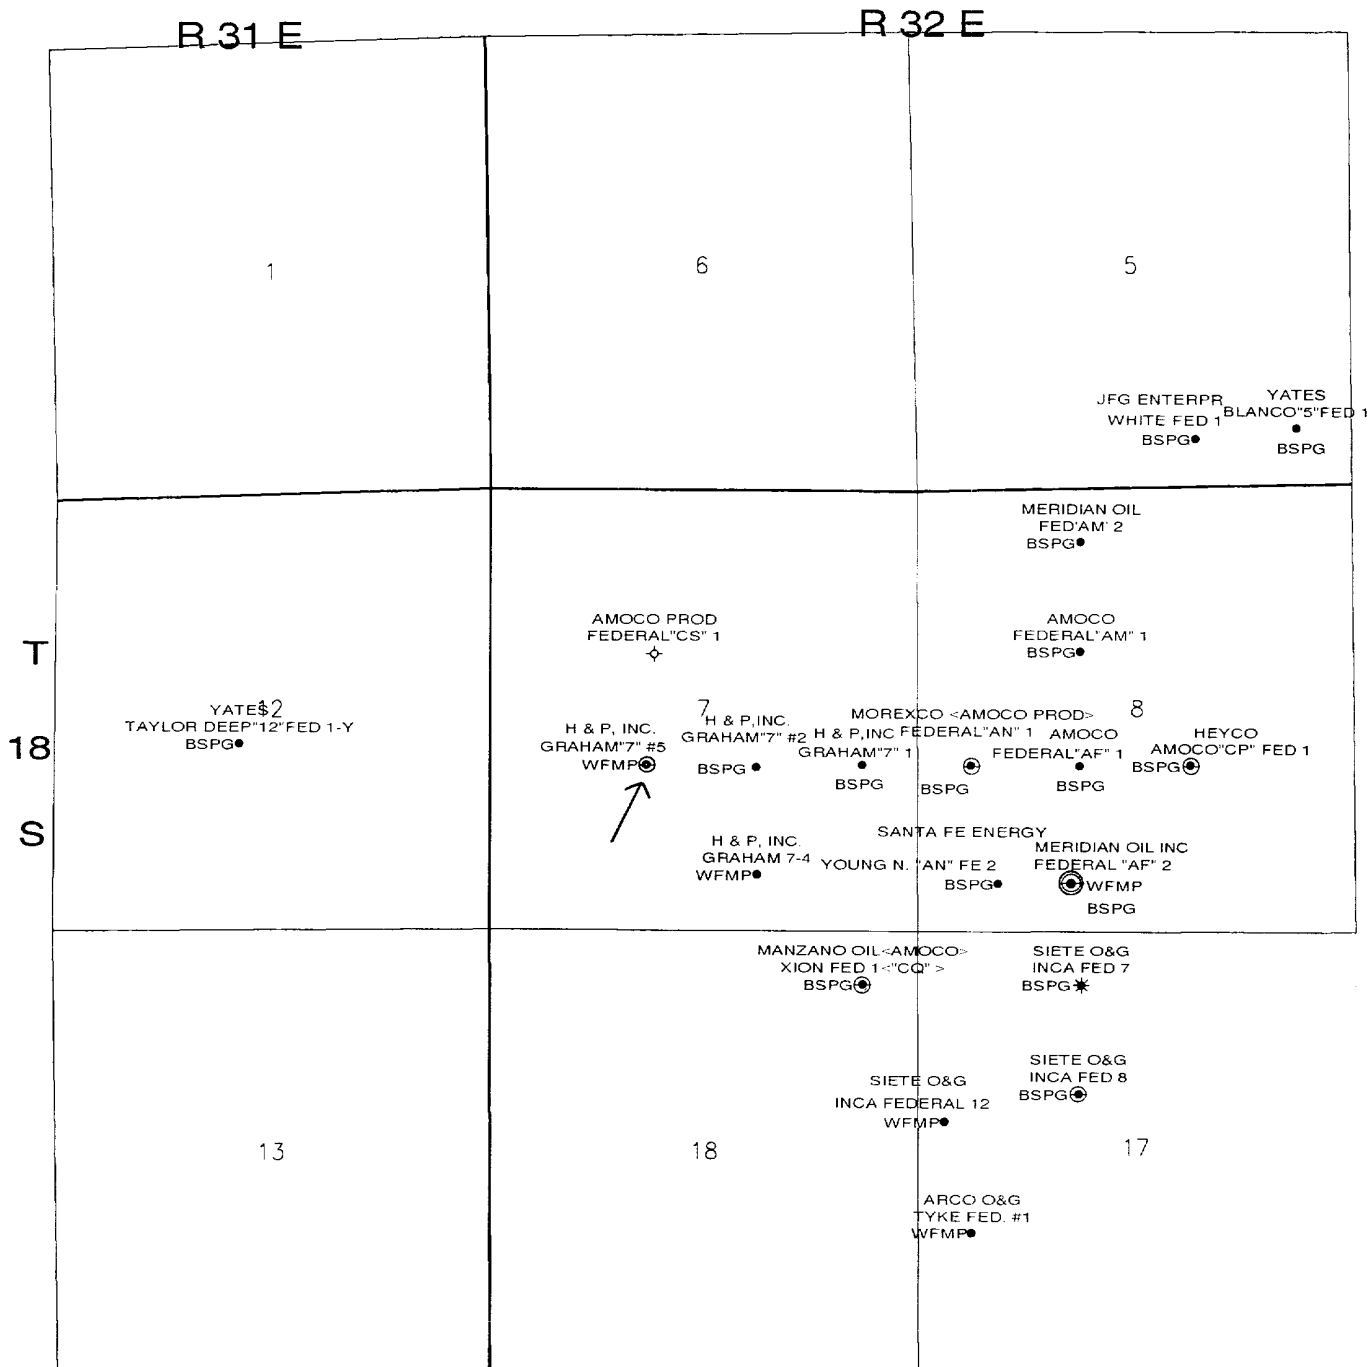 R 31 E
R 32 E
1
6
5
JFG ENTERPR
WHITE FED 1
BSPG
YATES
BLANCO"5"FED 1
BSPG
MERIDIAN OIL
FED'AM' 2
BSPG
AMOCO PROD
FEDERAL"CS" 1
AMOCO
FEDERAL"AM" 1
BSPG
T
18
S
12
YATES
TAYLOR DEEP"12"FED 1-Y
BSPG
7
8
H & P, INC.
GRAHAM"7" #5
WFMP
H & P,INC.
GRAHAM"7" #2
BSPG
H & P,INC
GRAHAM"7" 1
BSPG
MOREXCO <AMOCO PROD>
FEDERAL"AN" 1
BSPG
AMOCO
FEDERAL"AF" 1
BSPG
HEYCO
AMOCO"CP" FED 1
BSPG
H & P, INC.
GRAHAM 7-4
WFMP
SANTA FE ENERGY
YOUNG N. "AN" FE 2
BSPG
MERIDIAN OIL INC
FEDERAL "AF" 2
WFMP
BSPG
MANZANO OIL<AMOCO>
XION FED 1<"CQ" >
BSPG
SIETE O&G
INCA FED 7
BSPG
SIETE O&G
INCA FED 8
BSPG
SIETE O&G
INCA FEDERAL 12
WFMP
13
18
17
ARCO O&G
TYKE FED. #1
WFMP